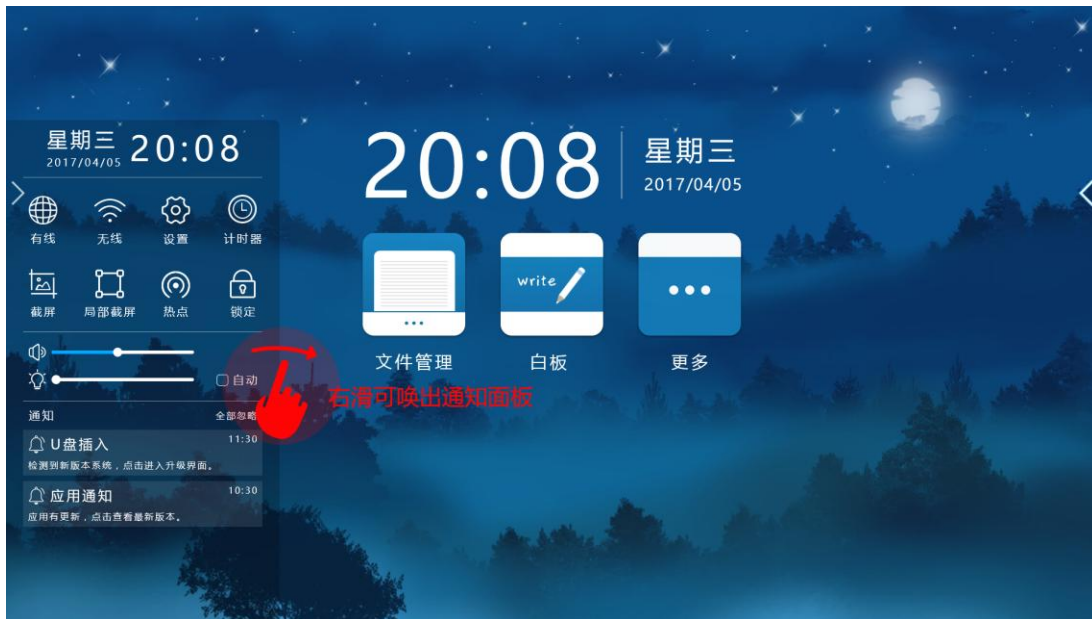 星期三
2017/04/05
20:08
有线
无线
设置
计时器
截屏
局部截屏
热点
锁定
自动
通知
全部忽略
U盘插入
11:30
检测到新版本系统，点击进入升级界面。
应用通知
10:30
应用有更新，点击查看最新版本。
20:08
星期三
2017/04/05
write
文件管理
白板
更多
右滑可唤出通知面板